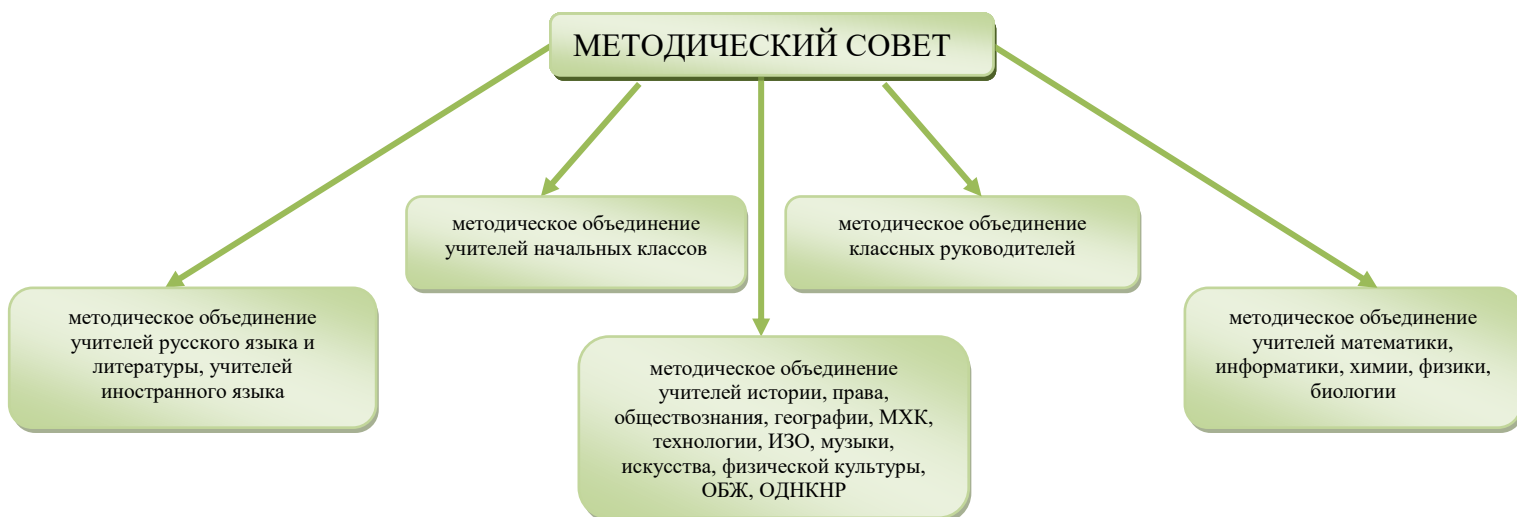 МЕТОДИЧЕСКИЙ СОВЕТ
методическое объединение
учителей начальных классов
методическое объединение
классных руководителей
методическое объединение
учителей русского языка и
литературы, учителей
иностранного языка
методическое объединение
учителей истории, права,
обществознания, географии, МХК,
технологии, ИЗО, музыки,
искусства, физической культуры,
ОБЖ, ОДНКНР
методическое объединение
учителей математики,
информатики, химии, физики,
биологии